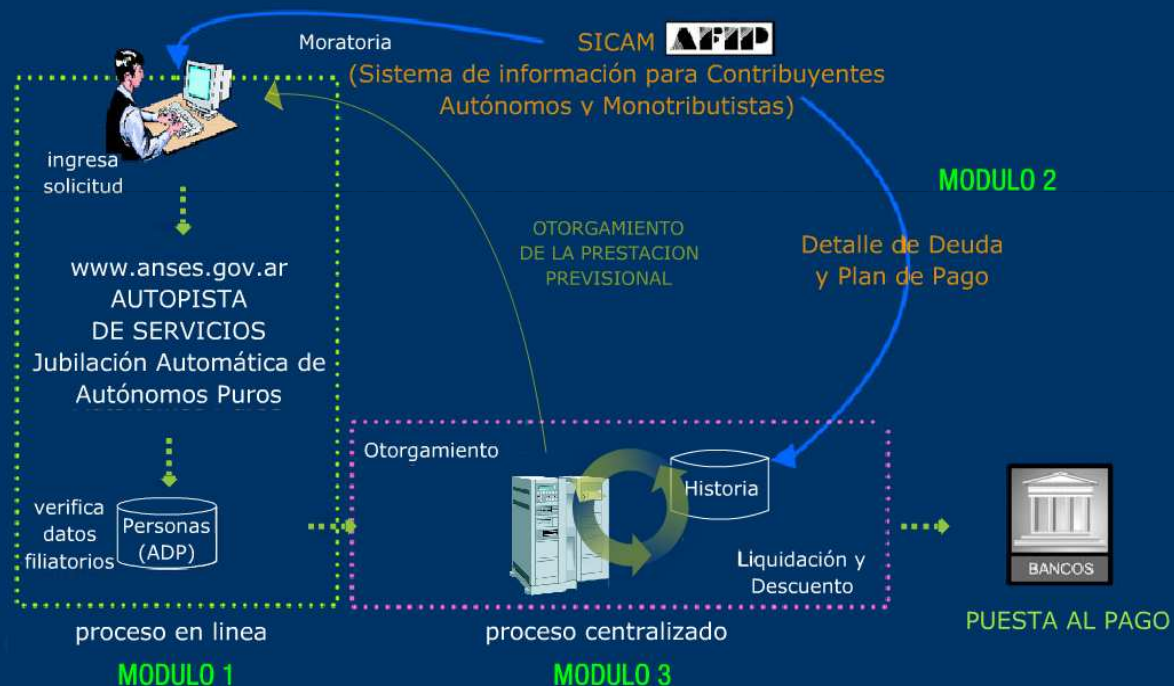 Moratoria
SICAM AFIP
(Sistema de información para Contribuyentes
Autónomos y Monotributistas)
ingresa
solicitud
MODULO 2
OTORGAMIENTO
DE LA PRESTACION
PREVISIONAL
Detalle de Deuda
y Plan de Pago
www.anses.gov.ar
AUTOPISTA
DE SERVICIOS
Jubilación Automática de
Autónomos Puros
Otorgamiento
Historia
verifica
datos
filiatorios
Personas
(ADP)
Liquidación y
Descuento
BANCOS
PUESTA AL PAGO
proceso en linea
proceso centralizado
MODULO 1
MODULO 3